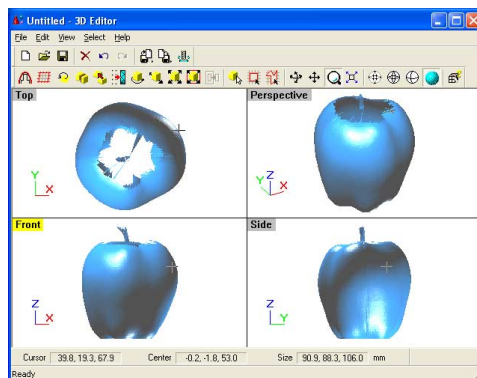 Untitled - 3D Editor
File Edit View Select Help
Top
Perspective
Y
X
Z
Y
X
Front
Side
Z
X
Z
Y
Cursor 39.8, 19.3, 67.9 Center -0.2, -1.8, 53.0 Size 90.9, 88.3, 106.0 mm
Ready